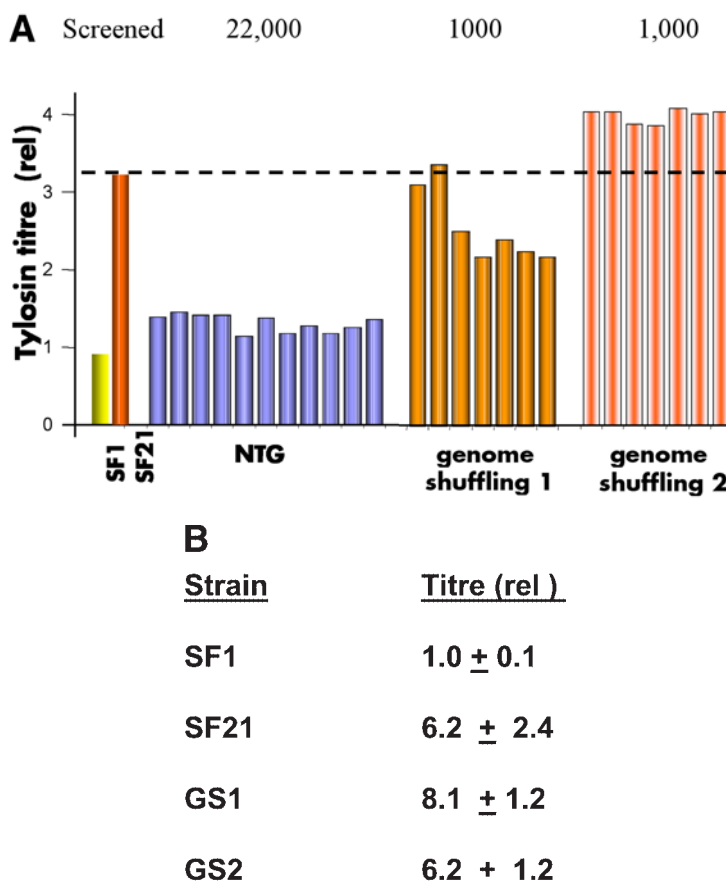 A Screened 22,000 1000 1,000
Tylosin titre (rel)
4
3
2
1
0
SF1
SF21
NTG
genome
shuffling 1
genome
shuffling 2
B
Strain Titre (rel )
SF1 1.0 ± 0.1
SF21 6.2 ± 2.4
GS1 8.1 ± 1.2
GS2 6.2 + 1.2